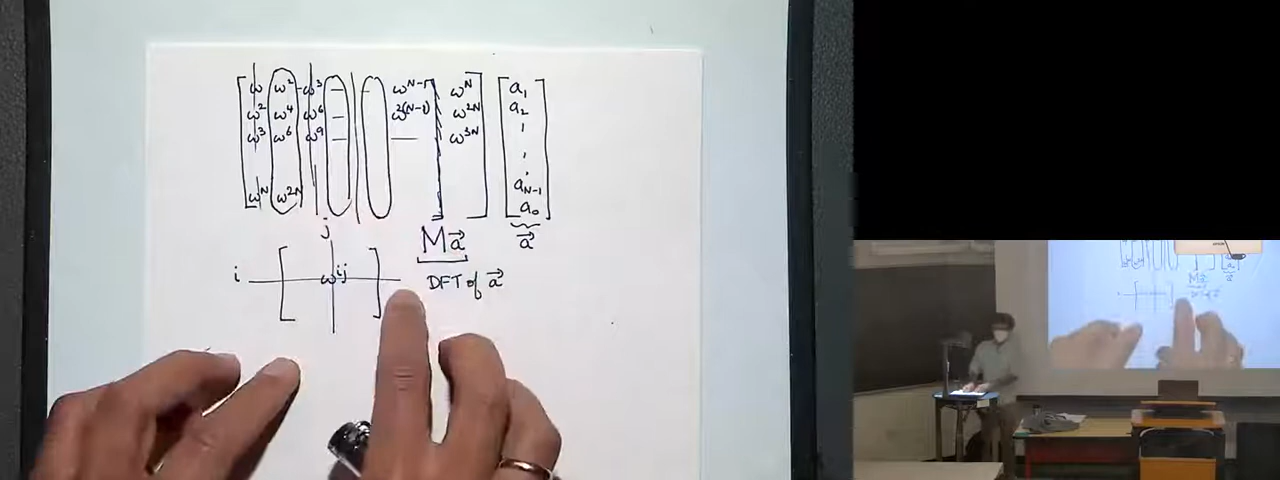 ω ω² - ω³ - - ω^{N-1} ω^N a₁
ω² ω⁴ ω⁶ - ω^{2(N-1)} ω^{2N} a₂
ω³ ω⁶ ω⁹ - — ω^{3N}
a_{N-1}
ω^N ω^{2N} a₀
j Ma⃗ a⃗
i ω^{ij} DFT of a⃗